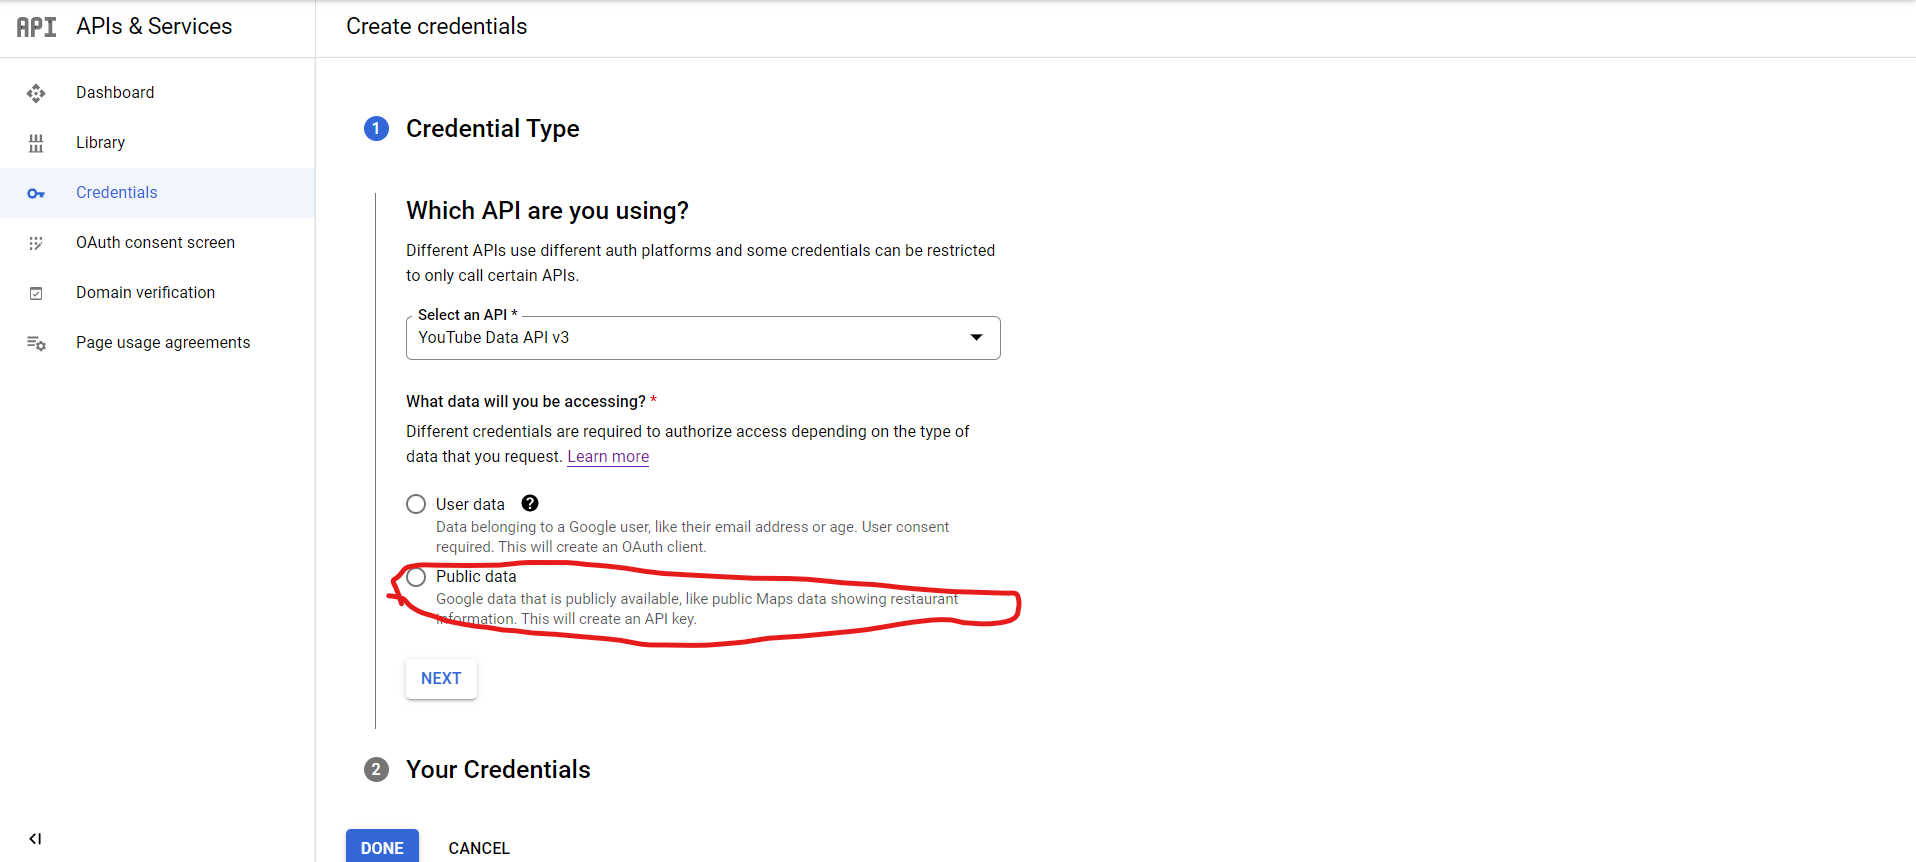 API APIs & Services
Create credentials
Dashboard
Library
Credentials
OAuth consent screen
Domain verification
Page usage agreements
1 Credential Type
Which API are you using?
Different APIs use different auth platforms and some credentials can be restricted
to only call certain APIs.
Select an API *
YouTube Data API v3
What data will you be accessing? *
Different credentials are required to authorize access depending on the type of
data that you request. Learn more
User data ?
Data belonging to a Google user, like their email address or age. User consent
required. This will create an OAuth client.
Public data
Google data that is publicly available, like public Maps data showing restaurant
information. This will create an API key.
NEXT
2 Your Credentials
DONE CANCEL